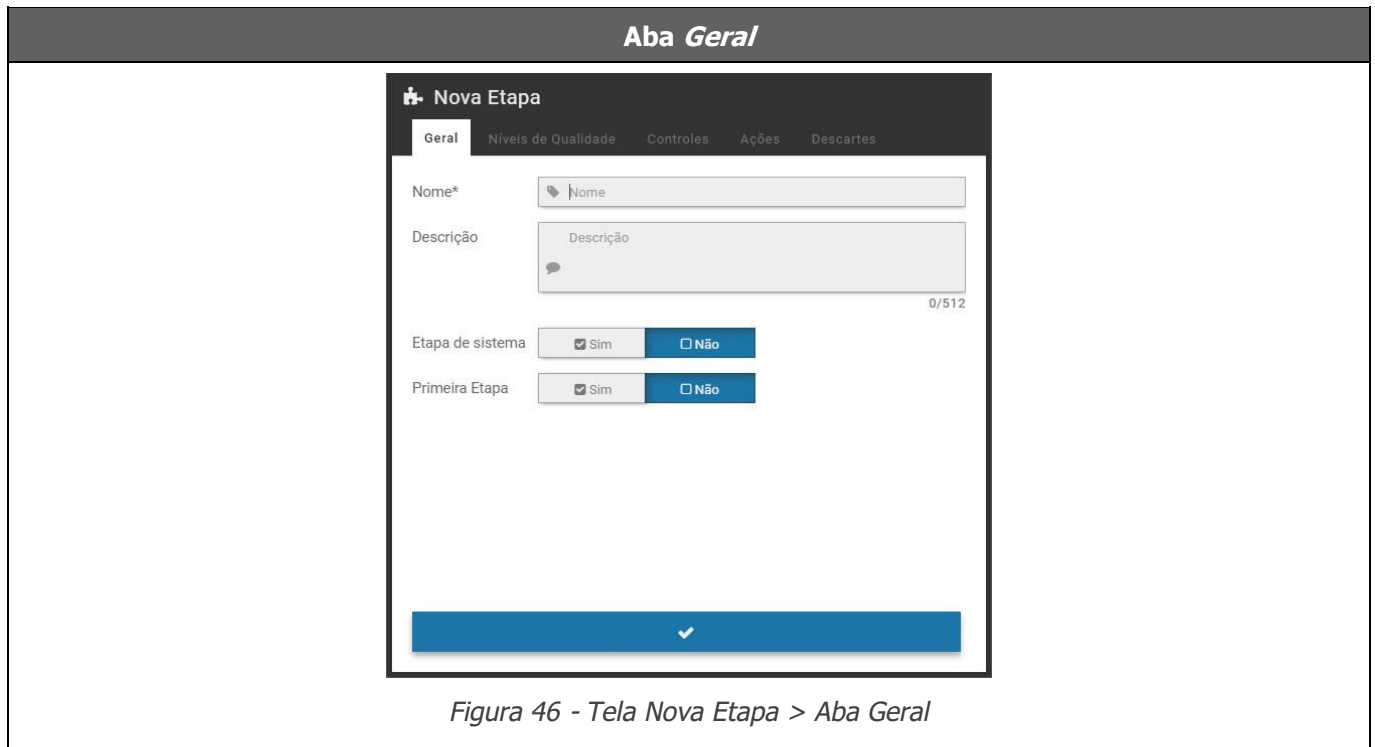 Aba Geral
Nova Etapa
Geral Níveis de Qualidade Controles Ações Descartes
Nome* Nome
Descrição Descrição
0/512
Etapa de sistema Sim Não
Primeira Etapa Sim Não
Figura 46 - Tela Nova Etapa > Aba Geral